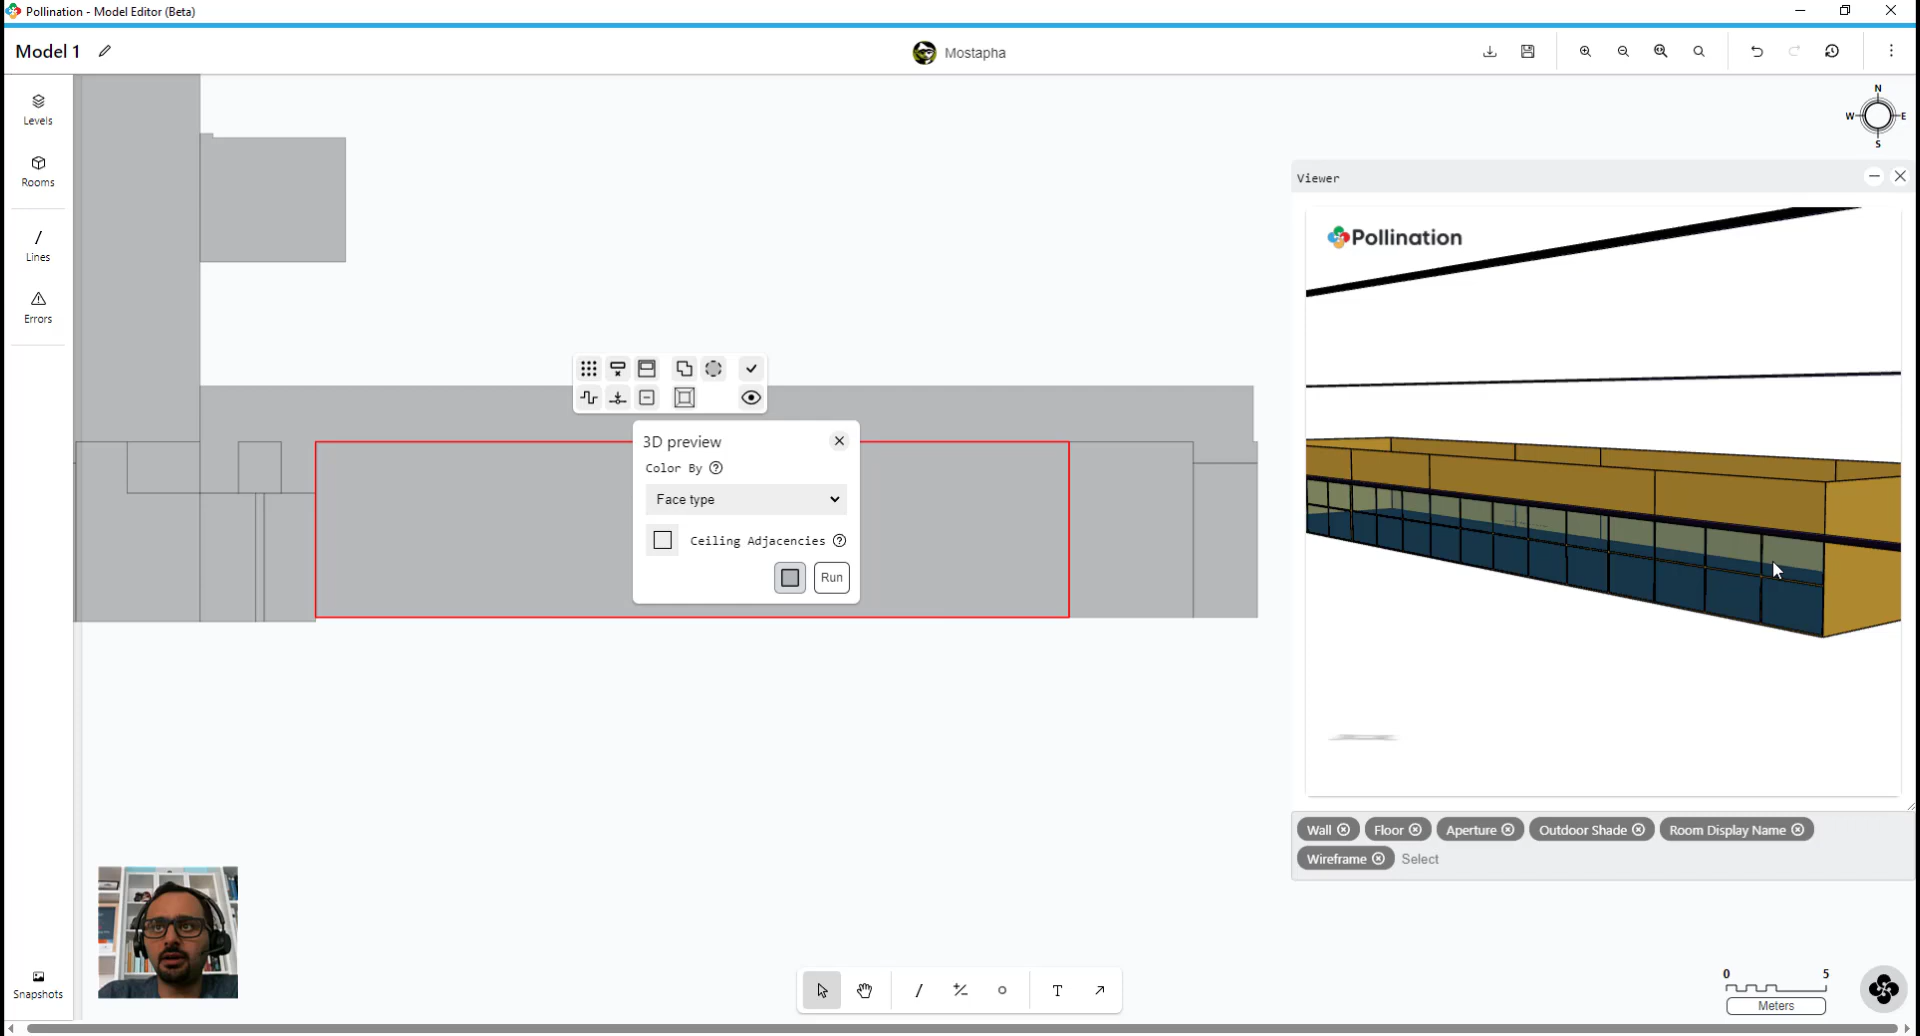 Pollination - Model Editor (Beta)
Model 1
Mostapha
Levels
Rooms
Lines
Errors
Snapshots
3D preview
Color By
Face type
Ceiling Adjacencies
Run
N
W E
S
Viewer
Pollination
Wall Floor Aperture Outdoor Shade Room Display Name
Wireframe Select
T
0 5
Meters